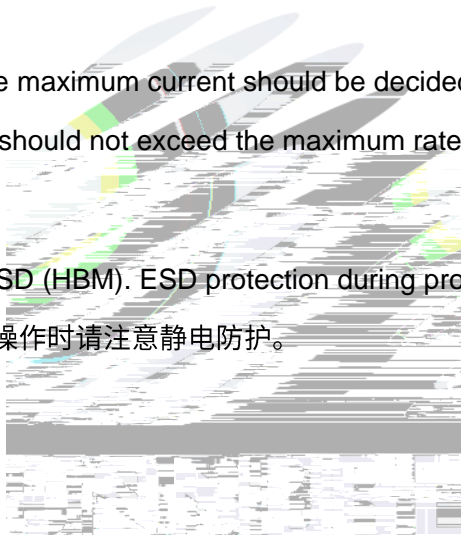 e maximum current should be decided
should not exceed the maximum rate
SD (HBM). ESD protection during pro
操作时请注意静电防护。